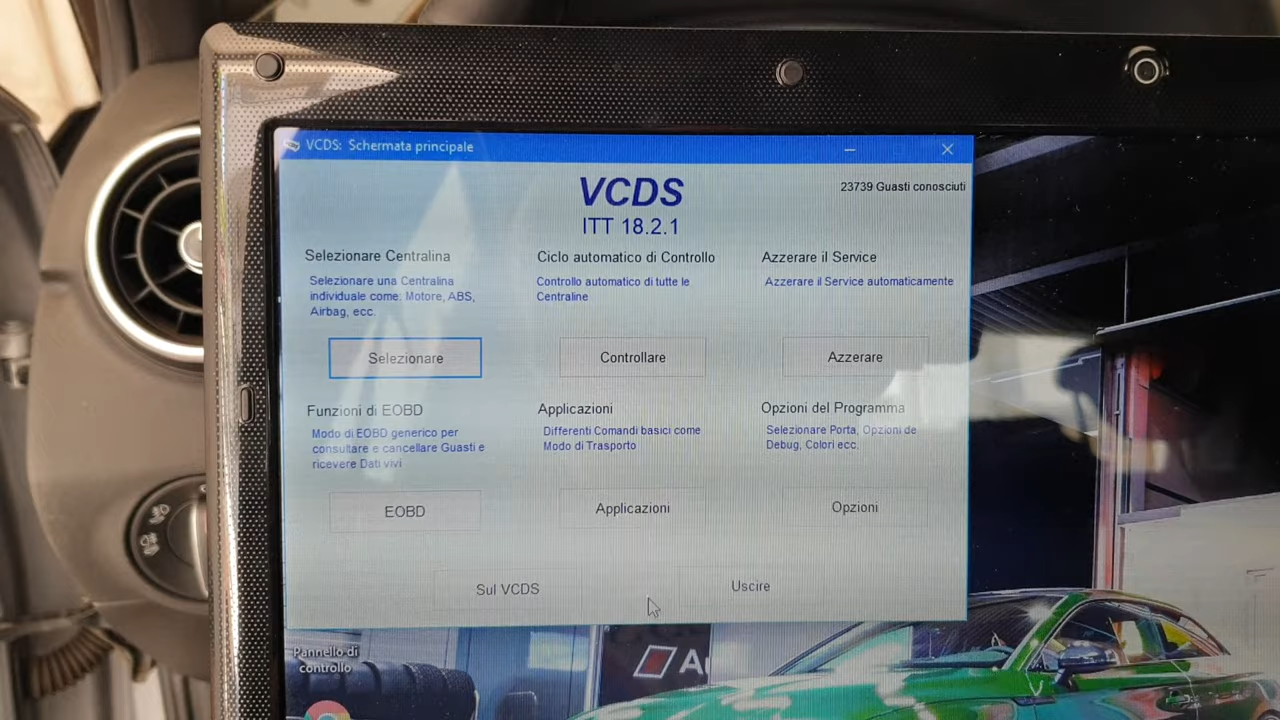 VCDS: Schermata principale
VCDS
23739 Guasti conosciuti
ITT 18.2.1
Selezionare Centralina
Selezionare una Centralina
individuale come: Motore, ABS,
Airbag, ecc.
Selezionare
Ciclo automatico di Controllo
Controllo automatico di tutte le
Centraline
Controllare
Azzerare il Service
Azzerare il Service automaticamente
Azzerare
Funzioni di EOBD
Modo di EOBD generico per
consultare e cancellare Guasti e
ricevere Dati vivi
EOBD
Applicazioni
Differenti Comandi basici come
Modo di Trasporto
Applicazioni
Opzioni del Programma
Selezionare Porta, Opzioni de
Debug, Colori ecc.
Opzioni
Sul VCDS
Uscire
Pannello di
controllo